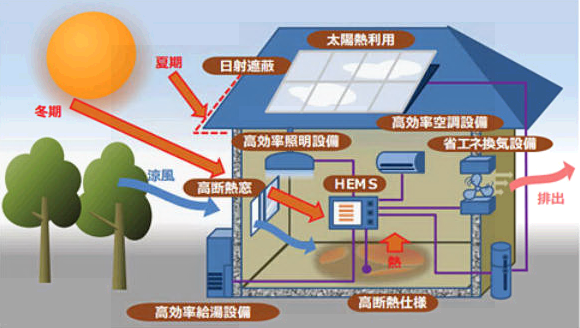 太陽熱利用
夏期
日射遮蔽
冬期
高効率空調設備
高効率照明設備
省エネ換気設備
涼風
高断熱窓
HEMS
排出
熱
高断熱仕様
高効率給湯設備